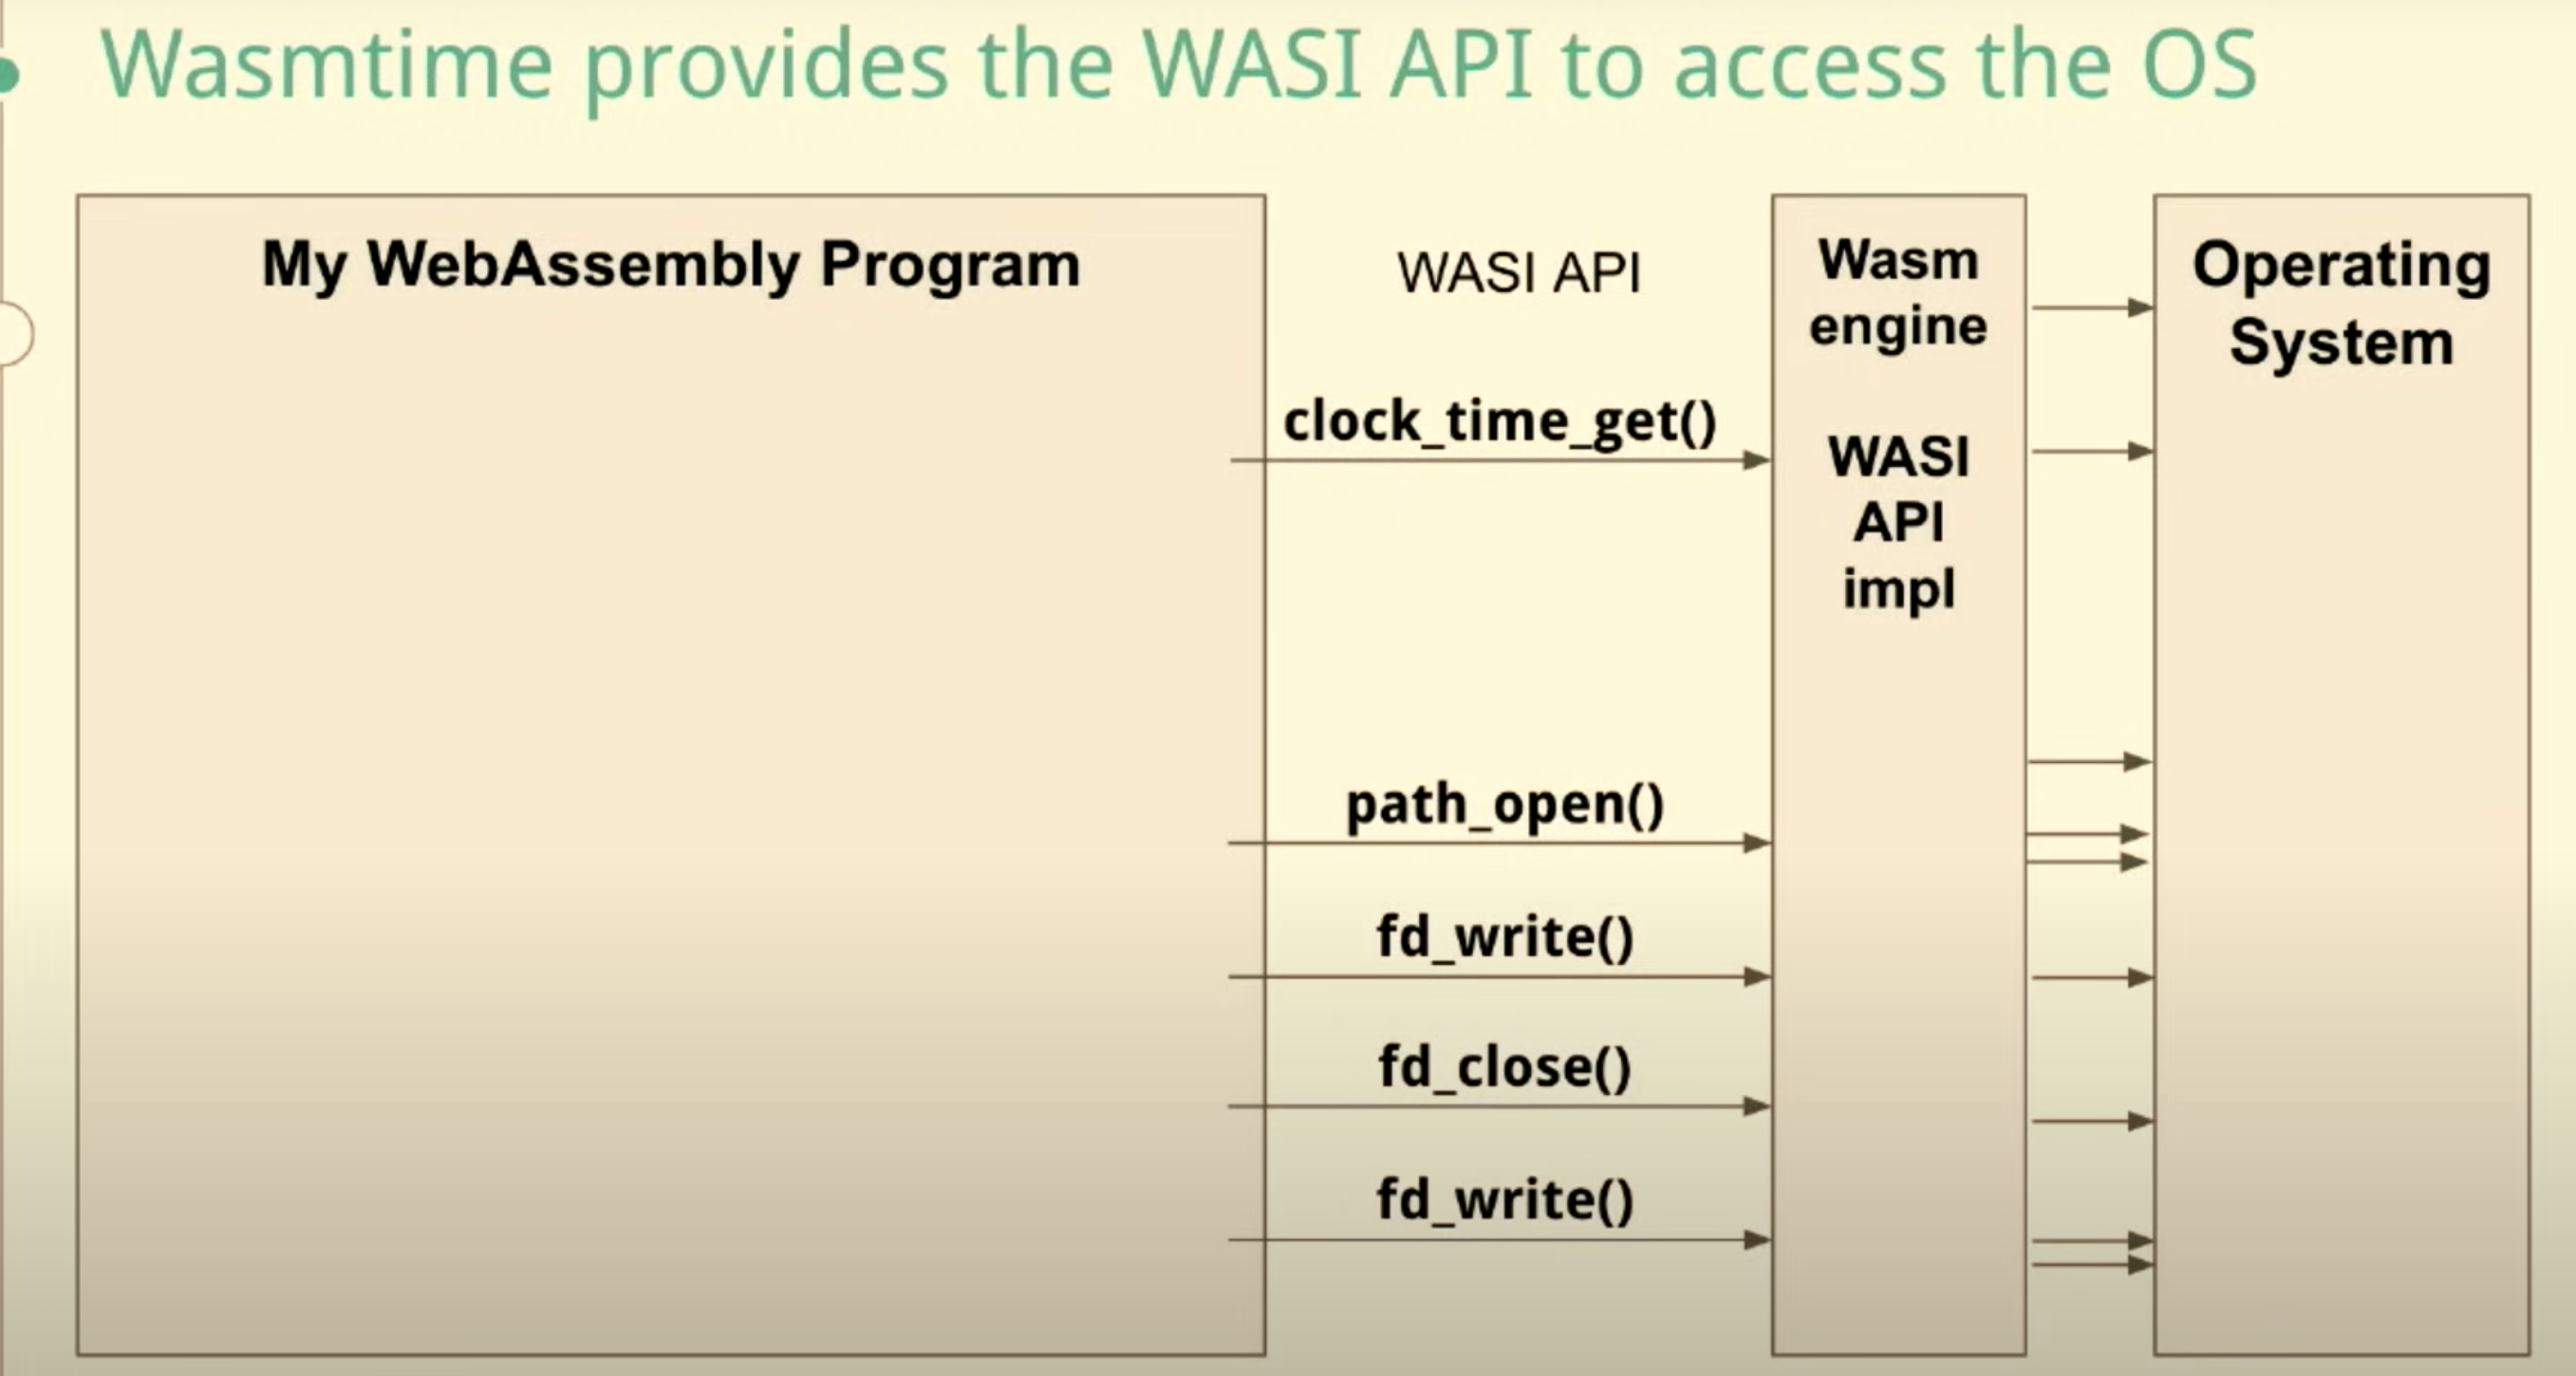 Wasmtime provides the WASI API to access the OS
My WebAssembly Program
WASI API
Wasm
engine
Operating
System
clock_time_get()
WASI
API
impl
path_open()
fd_write()
fd_close()
fd_write()